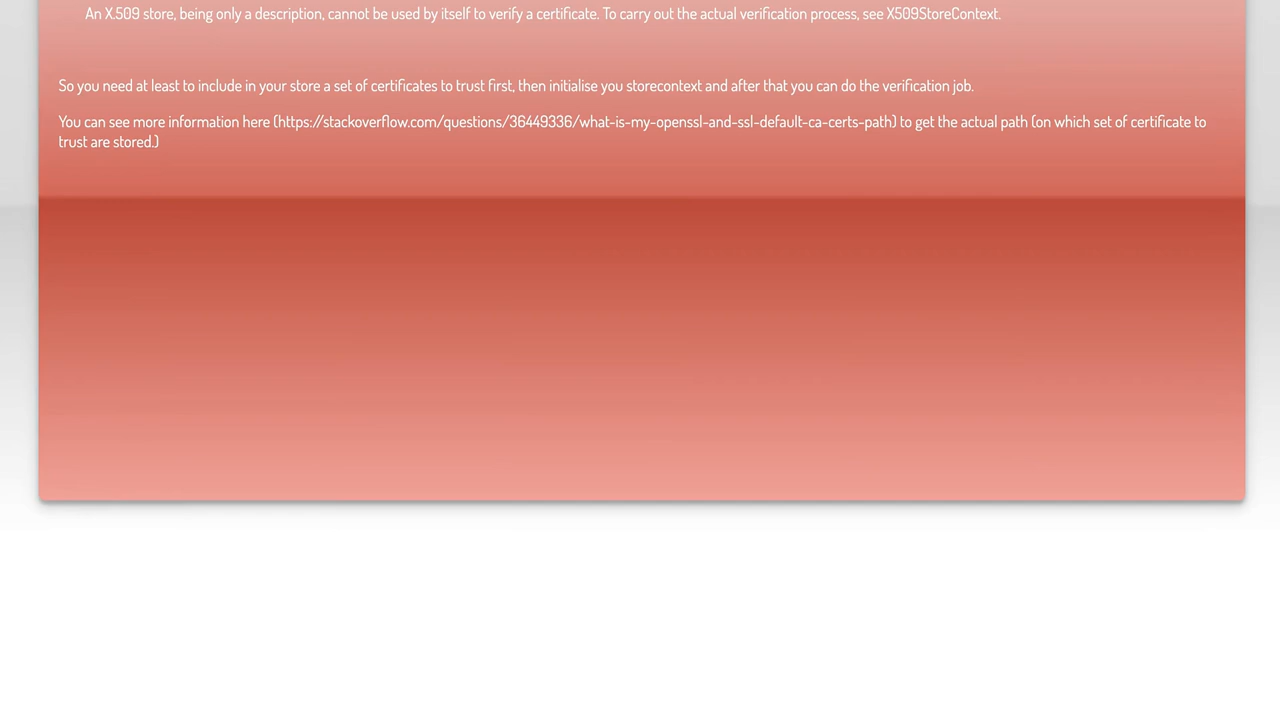 An X.509 store, being only a description, cannot be used by itself to verify a certificate. To carry out the actual verification process, see X509StoreContext.
So you need at least to include in your store a set of certificates to trust first, then initialise you storecontext and after that you can do the verification job.
You can see more information here (https://stackoverflow.com/questions/36449336/what-is-my-openssl-and-ssl-default-ca-certs-path) to get the actual path (on which set of certificate to
trust are stored.)